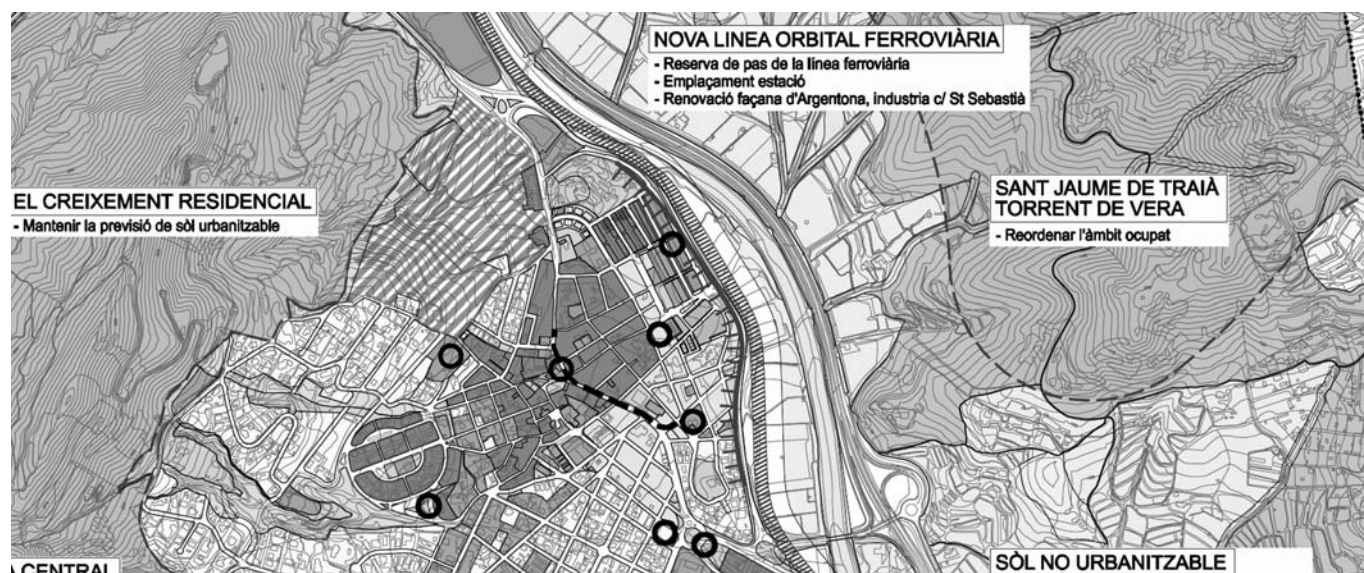 NOVA LINEA ORBITAL FERROVIÀRIA
- Reserva de pas de la línea ferroviària
- Emplaçament estació
- Renovació façana d'Argentona, industria c/ St Sebastià
EL CREIXEMENT RESIDENCIAL
- Mantenir la previsió de sòl urbanitzable
SANT JAUME DE TRAIÀ
TORRENT DE VERA
- Reordenar l'àmbit ocupat
CENTRAL
SÒL NO URBANITZABLE